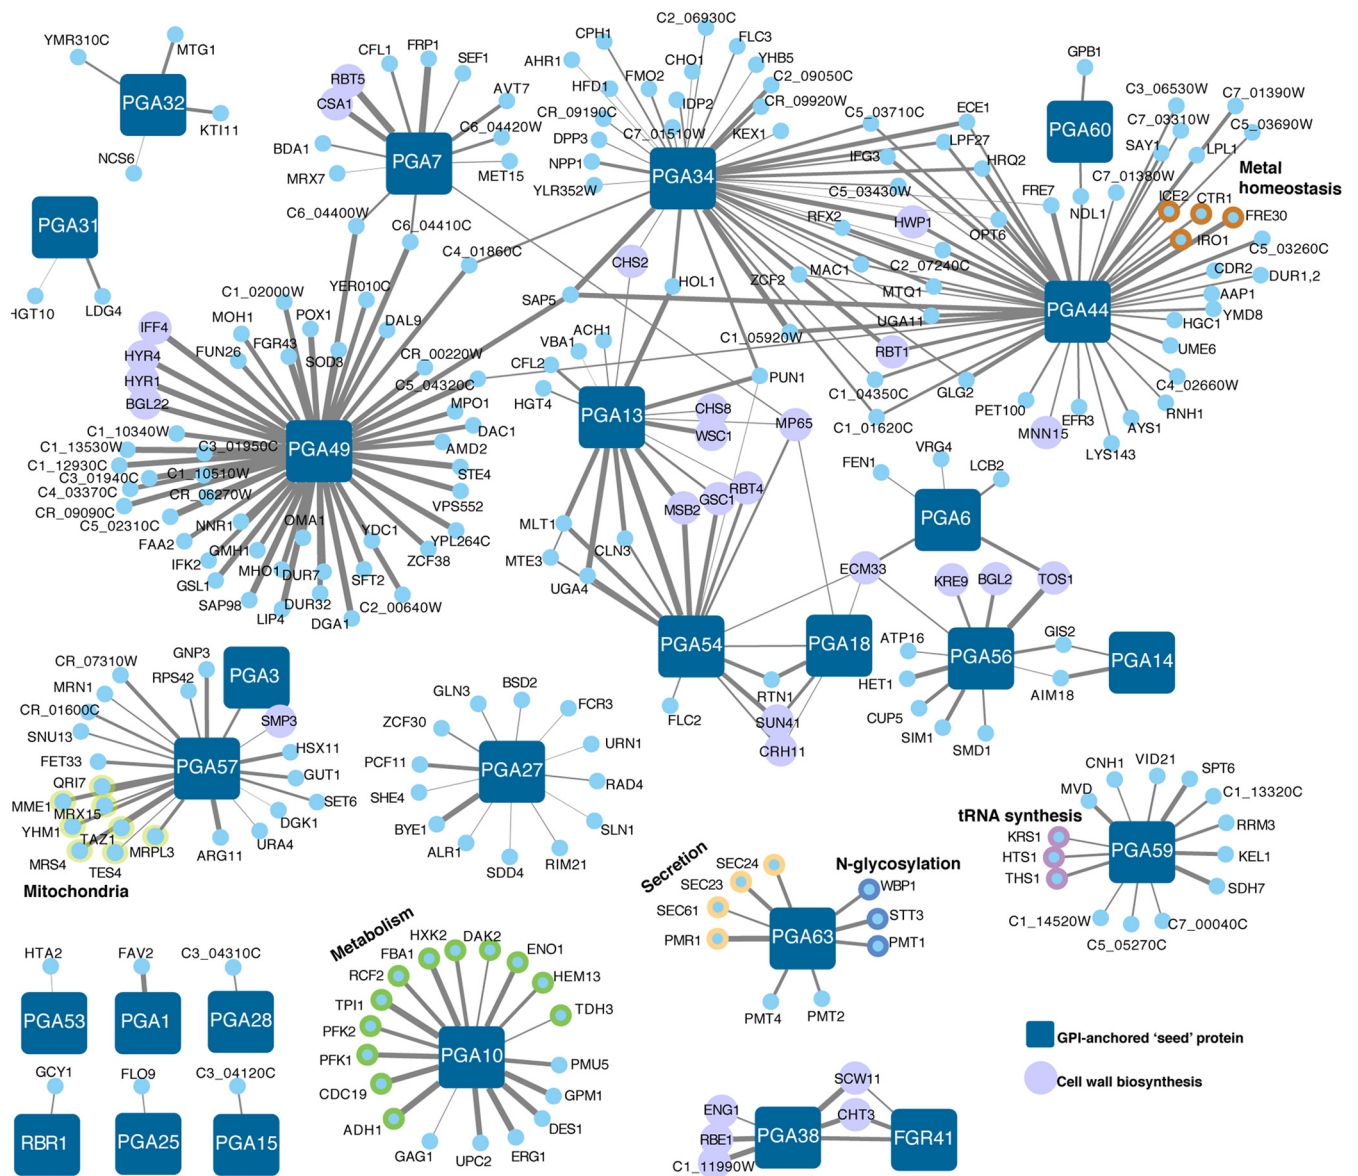 YMR310C
MTG1
PGA32
KTI11
NCS6
PGA31
HGT10
LDG4
CFL1
FRP1
SEF1
RBT5
CSA1
AVT7
C6_04420W
BDA1
PGA7
MRX7
MET15
C6_04400W
C6_04410C
C4_01860C
C2_06930C
CPH1
FLC3
AHR1
CHO1
YHB5
FMO2
C2_09050C
HFD1
IDP2
CR_09920W
CR_09190C
DPP3
C7_01510W
KEX1
NPP1
PGA34
YLR352W
C5_03710C
ECE1
LPF27
IFG3
HRQ2
C5_03430W
FRE7
RFX2
HWP1
OPT6
CHS2
HOL1
ZCF2
MAC1
C2_07240C
SAP5
MTQ1
UGA11
C1_05920W
RBT1
C1_04350C
GLG2
C1_01620C
GPB1
PGA60
NDL1
C3_06530W
C7_01390W
C7_03310W
C5_03690W
SAY1
LPL1
Metal
homeostasis
C7_01380W
ICE2
CTR1
FRE30
IRO1
C5_03260C
CDR2
DUR1,2
AAP1
PGA44
YMD8
HGC1
UME6
C4_02660W
RNH1
PET100
EFR3
AYS1
MNN15
LYS143
C1_02000W
YER010C
IFF4
MOH1
POX1
DAL9
HYR4
FUN26
FGR43
SOD3
CR_00220W
HYR1
C5_04320C
BGL22
MPO1
C1_10340W
DAC1
C1_13530W
C3_01950C
PGA49
AMD2
C1_12930C
C3_01940C
C1_10510W
STE4
C4_03370C
CR_06270W
VPS552
CR_09090C
C5_02310C
NNR1
OMA1
YDC1
YPL264C
FAA2
GMH1
ZCF38
IFK2
MHO1
DUR7
SFT2
GSL1
SAP98
DUR32
C2_00640W
LIP4
DGA1
ACH1
VBA1
CFL2
HGT4
PGA13
PUN1
CHS8
MP65
WSC1
RBT4
GSC1
MSB2
MLT1
CLN3
MTE3
UGA4
ECM33
PGA54
PGA18
RTN1
FLC2
SUN41
CRH11
VRG4
FEN1
LCB2
PGA6
KRE9
BGL2
TOS1
GIS2
ATP16
PGA56
PGA14
HET1
AIM18
CUP5
SIM1
SMD1
CR_07310W
GNP3
PGA3
MRN1
RPS42
CR_01600C
SMP3
SNU13
HSX11
FET33
PGA57
QRI7
GUT1
MME1
MRX15
SET6
YHM1
TAZ1
DGK1
MRS4
MRPL3
URA4
TES4
ARG11
Mitochondria
GLN3
BSD2
FCR3
ZCF30
URN1
PCF11
PGA27
RAD4
SHE4
BYE1
SLN1
ALR1
RIM21
SDD4
CNH1
VID21
SPT6
MVD
C1_13320C
tRNA synthesis
KRS1
RRM3
HTS1
PGA59
KEL1
THS1
SDH7
C1_14520W
C7_00040C
C5_05270C
Secretion
SEC24
N-glycosylation
SEC23
WBP1
SEC61
STT3
PMR1
PGA63
PMT1
PMT4
PMT2
HTA2
FAV2
C3_04310C
PGA53
PGA1
PGA28
GCY1
FLO9
C3_04120C
RBR1
PGA25
PGA15
Metabolism
HXK2
DAK2
FBA1
ENO1
RCF2
HEM13
TPI1
TDH3
PFK2
PFK1
PGA10
PMU5
CDC19
GPM1
ADH1
DES1
GAG1
UPC2
ERG1
SCW11
ENG1
CHT3
RBE1
PGA38
FGR41
C1_11990W
GPI-anchored ‘seed’ protein
Cell wall biosynthesis